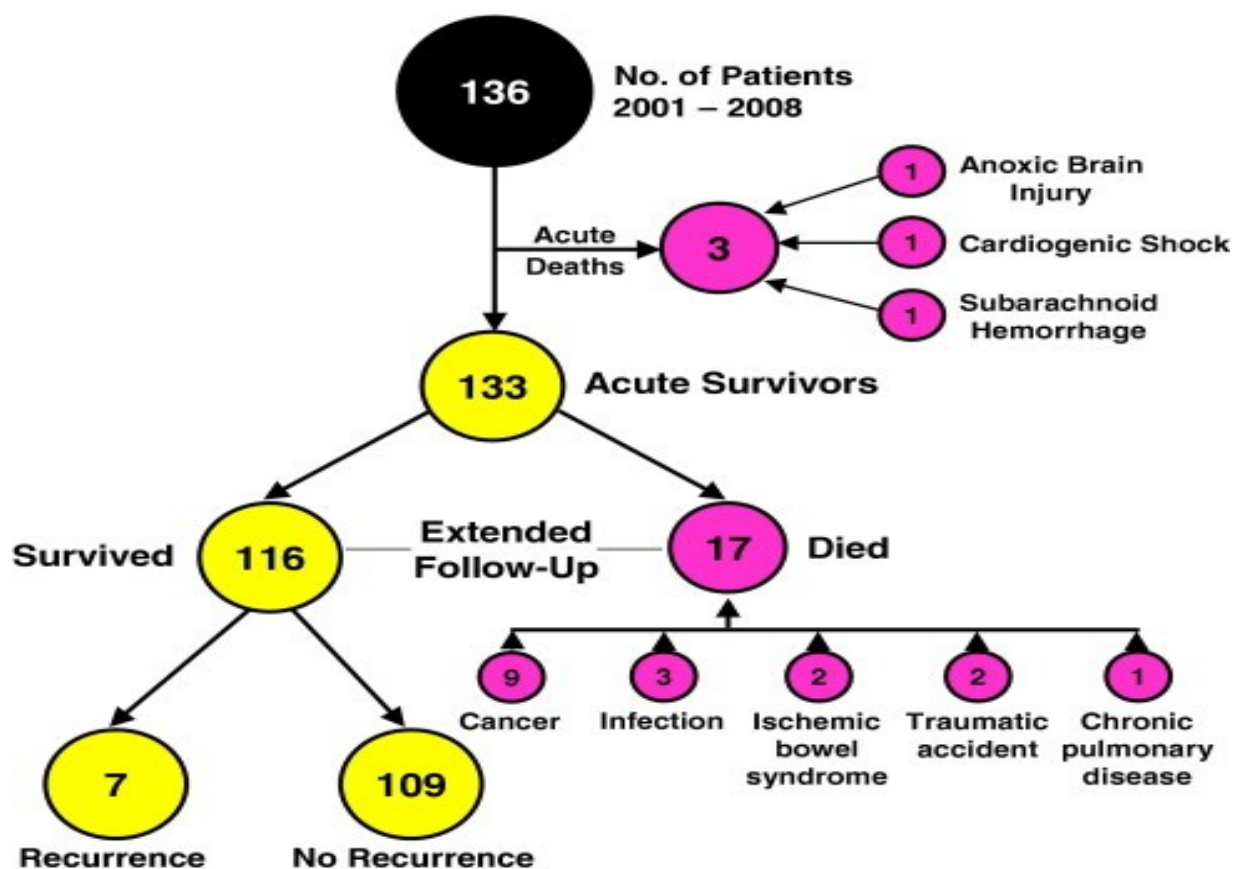 136
No. of Patients
2001 – 2008
Acute
Deaths
3
1
Anoxic Brain
Injury
1
Cardiogenic Shock
1
Subarachnoid
Hemorrhage
133
Acute Survivors
Survived
116
Extended
Follow-Up
17
Died
9
Cancer
3
Infection
2
Ischemic
bowel
syndrome
2
Traumatic
accident
1
Chronic
pulmonary
disease
7
Recurrence
109
No Recurrence